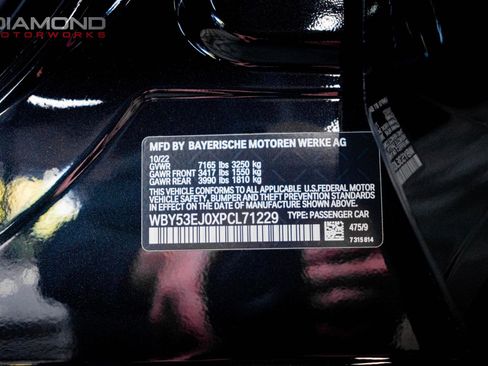 DIAMOND
MOTORWORKS
MFD BY BAYERISCHE MOTOREN WERKE AG
10/22
GVWR 7165 lbs 3250 kg
GAWR FRONT 3417 lbs 1550 kg
GAWR REAR 3990 lbs 1810 kg
THIS VEHICLE CONFORMS TO ALL APPLICABLE U.S.FEDERAL MOTOR
VEHICLE SAFETY, BUMPER AND THEFT PREVENTION STANDARDS
IN EFFECT ON THE DATE OF MANUFACTURE SHOWN ABOVE.
WBY53EJ0XPCL71229 TYPE: PASSENGER CAR
475/9
7 315 814